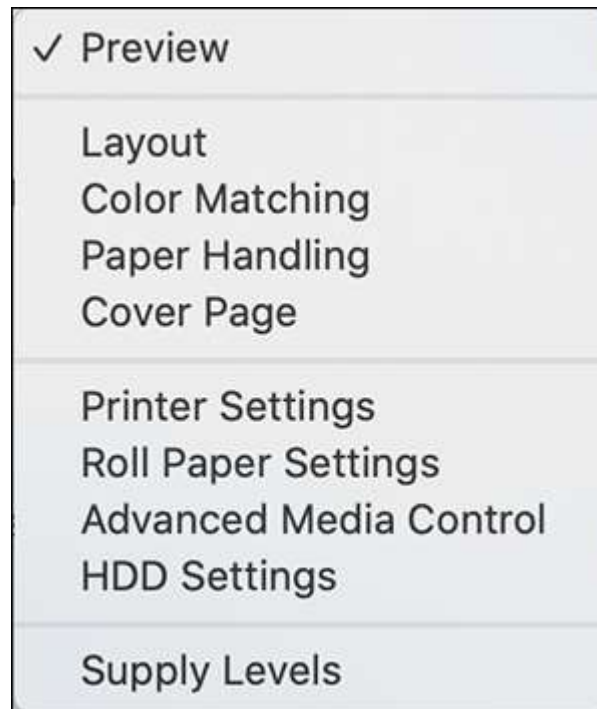 ✓ Preview
Layout
Color Matching
Paper Handling
Cover Page
Printer Settings
Roll Paper Settings
Advanced Media Control
HDD Settings
Supply Levels